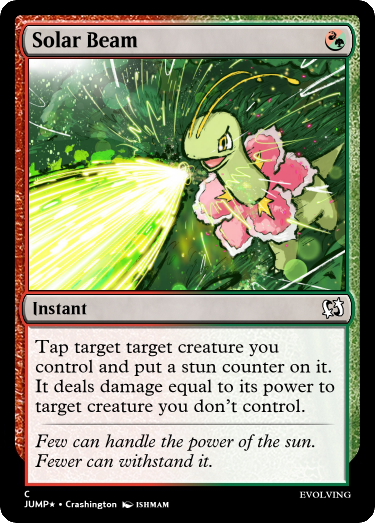 Solar Beam
Instant
Tap target target creature you
control and put a stun counter on it.
It deals damage equal to its power to
target creature you don't control.
Few can handle the power of the sun.
Fewer can withstand it.
C
EVOLVING
JUMP★ • Crashington ISHMAM